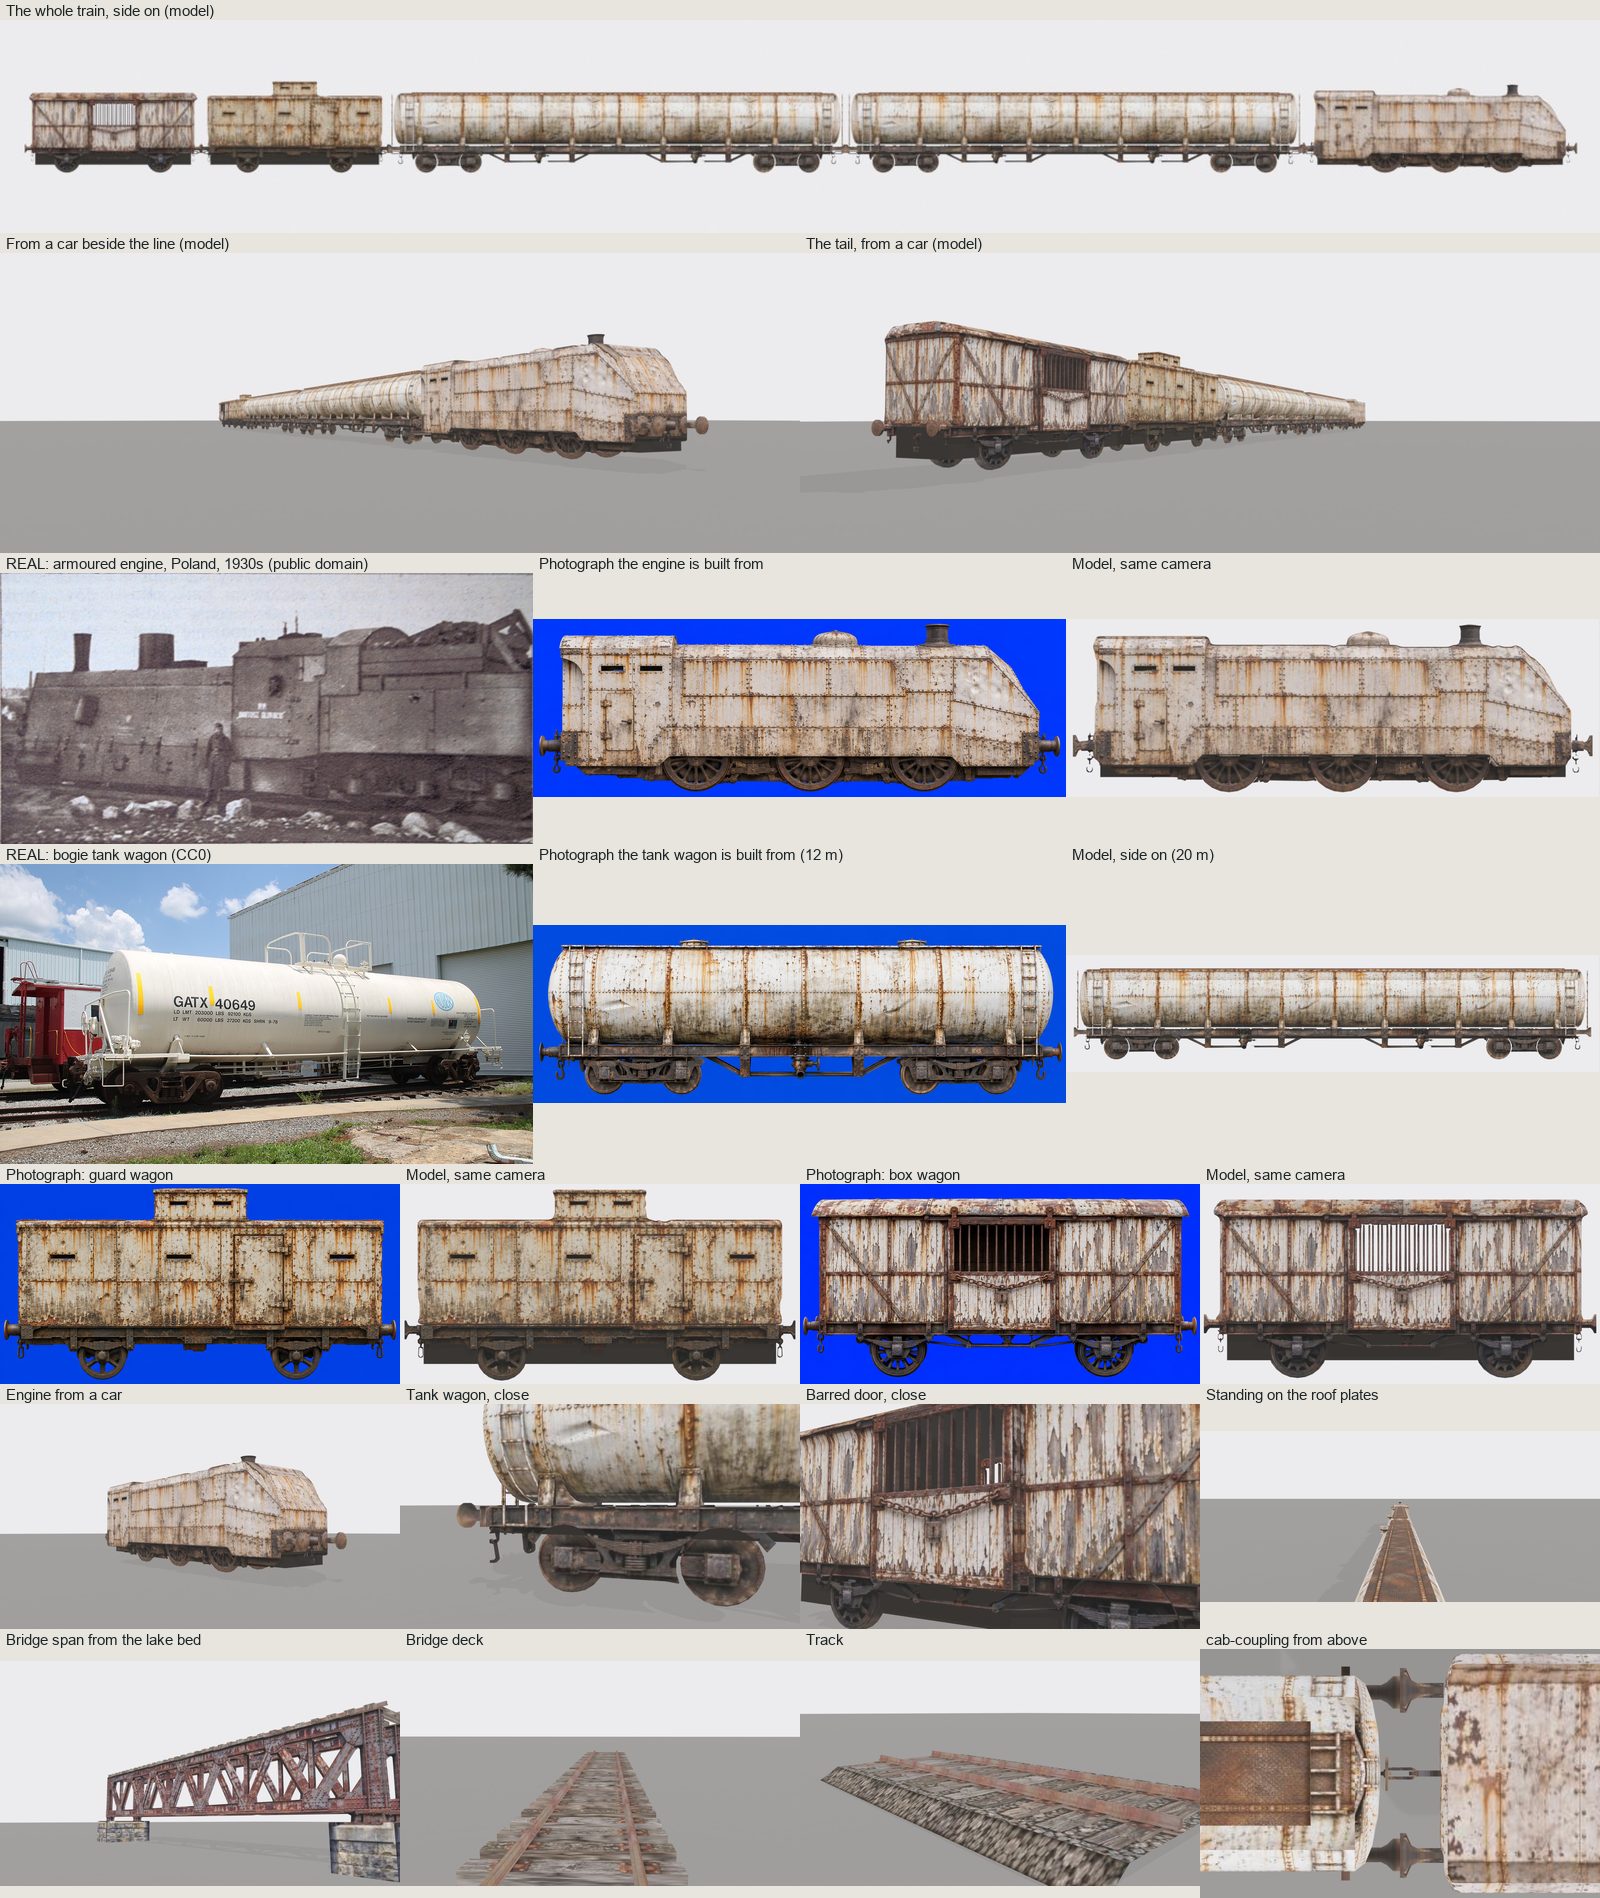 The whole train, side on (model)
From a car beside the line (model)
The tail, from a car (model)
REAL: armoured engine, Poland, 1930s (public domain)
Photograph the engine is built from
Model, same camera
REAL: bogie tank wagon (CC0)
Photograph the tank wagon is built from (12 m)
Model, side on (20 m)
GATX 40649
Photograph: guard wagon
Model, same camera
Photograph: box wagon
Model, same camera
Engine from a car
Tank wagon, close
Barred door, close
Standing on the roof plates
Bridge span from the lake bed
Bridge deck
Track
cab-coupling from above